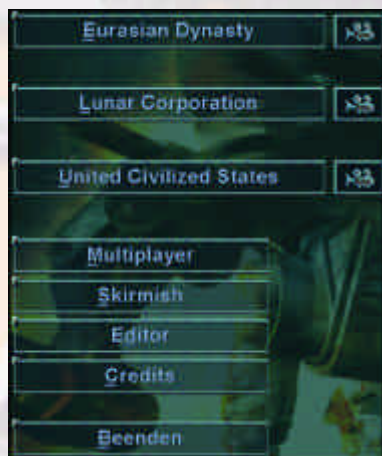 Eurasian Dynasty
Lunar Corporation
United Civilized States
Multiplayer
Skirmish
Editor
Credits
Beenden